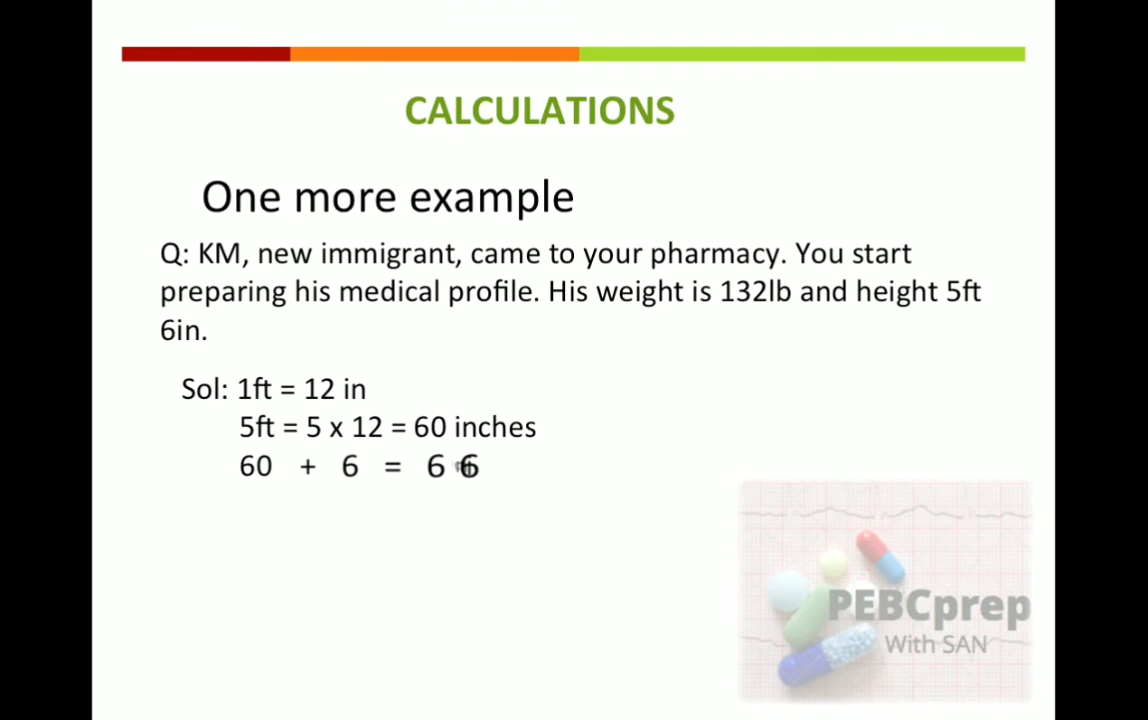 CALCULATIONS
One more example
Q: KM, new immigrant, came to your pharmacy. You start
preparing his medical profile. His weight is 132lb and height 5ft
6in.
Sol: 1ft = 12 in
5ft = 5 x 12 = 60 inches
60 + 6 = 6 6
PEBCprep
With SAN